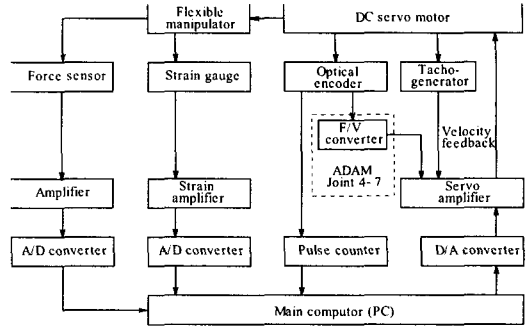 Flexible
manipulator
DC servo motor
Force sensor
Strain gauge
Optical
encoder
Tacho-
generator
F/V
converter
ADAM
Joint 4-7
Velocity
feedback
Amplifier
Strain
amplifier
Servo
amplifier
A/D converter
A/D converter
Pulse counter
D/A converter
Main computor (PC)